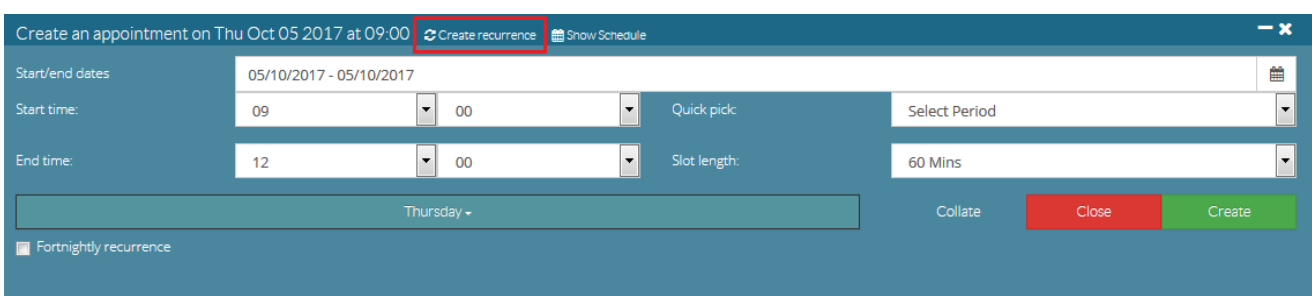 Create an appointment on Thu Oct 05 2017 at 09:00 Create recurrence Show Schedule
Start/end dates 05/10/2017 - 05/10/2017
Start time: 09 00 Quick pick: Select Period
End time: 12 00 Slot length: 60 Mins
Thursday Collate Close Create
Fortnightly recurrence